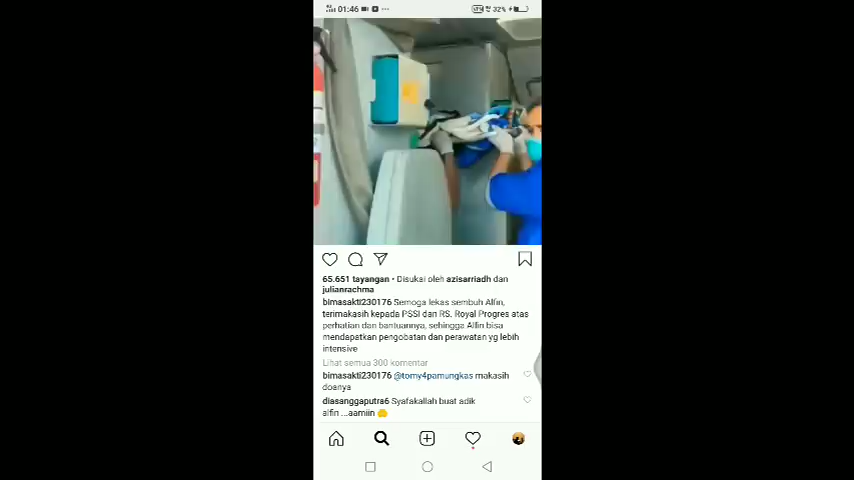 01:46
32%
65.651 tayangan • Disukai oleh azisarriadh dan
julianrachma
bimasakti230176 Semoga lekas sembuh Alfin,
terimakasih kepada PSSI dan RS. Royal Progres atas
perhatian dan bantuannya, sehingga Alfin bisa
mendapatkan pengobatan dan perawatan yg lebih
intensive
Lihat semua 300 komentar
bimasakti230176 @tomy4pamungkas makasih
doanya
diasanggaputra6 Syafakallah buat adik
alfin ...aamiin